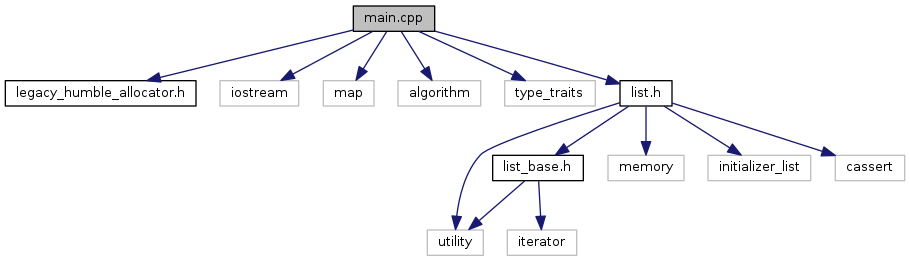 main.cpp
legacy_humble_allocator.h
iostream
map
algorithm
type_traits
list.h
list_base.h
memory
initializer_list
cassert
utility
iterator